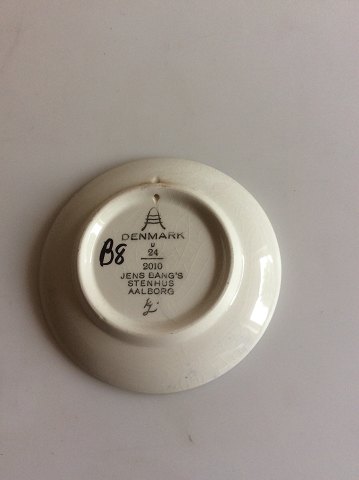 DENMARK
U
24
2010
B8
JENS BANG'S
STENHUS
AALBORG